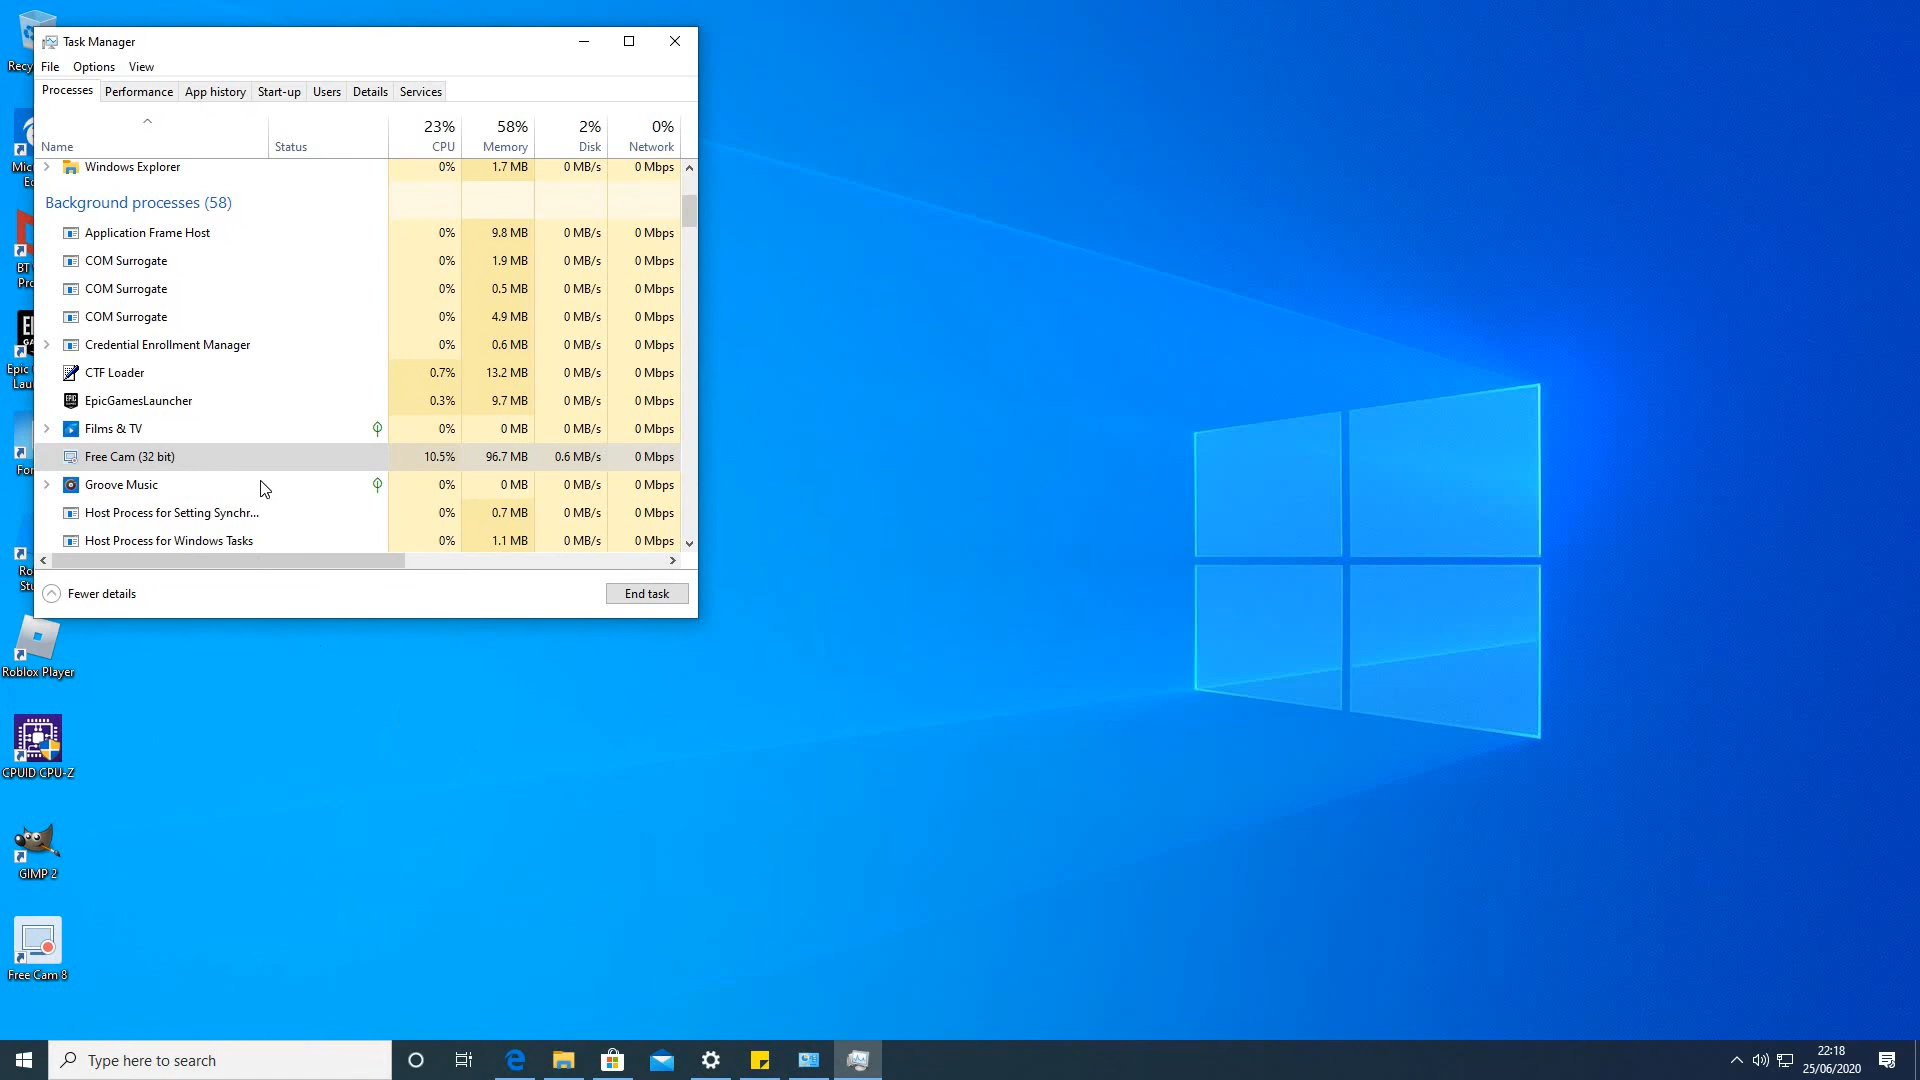 Task Manager
File Options View
Processes Performance App history Start-up Users Details Services
23% 58% 2% 0%
Name Status CPU Memory Disk Network
Windows Explorer 0% 1.7 MB 0 MB/s 0 Mbps
Background processes (58)
Application Frame Host 0% 9.8 MB 0 MB/s 0 Mbps
COM Surrogate 0% 1.9 MB 0 MB/s 0 Mbps
COM Surrogate 0% 0.5 MB 0 MB/s 0 Mbps
COM Surrogate 0% 4.9 MB 0 MB/s 0 Mbps
Credential Enrollment Manager 0% 0.6 MB 0 MB/s 0 Mbps
CTF Loader 0.7% 13.2 MB 0 MB/s 0 Mbps
EpicGamesLauncher 0.3% 9.7 MB 0 MB/s 0 Mbps
Films & TV 0% 0 MB 0 MB/s 0 Mbps
Free Cam (32 bit) 10.5% 96.7 MB 0.6 MB/s 0 Mbps
Groove Music 0% 0 MB 0 MB/s 0 Mbps
Host Process for Setting Synchr... 0% 0.7 MB 0 MB/s 0 Mbps
Host Process for Windows Tasks 0% 1.1 MB 0 MB/s 0 Mbps
Fewer details End task
Recy
Mic
Ed
BT
Pro
Epic
Lau
For
Ro
Stu
Roblox Player
CPUID CPU-Z
GIMP 2
Free Cam 8
Type here to search
22:18
25/06/2020